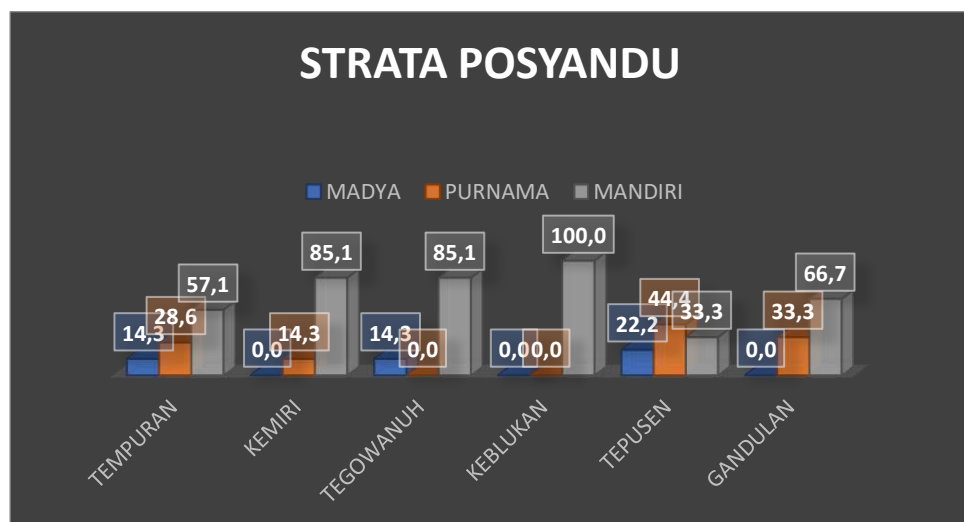 STRATA POSYANDU
MADYA PURNAMA MANDIRI
14,3 28,6 57,1
0,0 14,3 85,1
14,3 0,0 85,1
0,0 0,0 100,0
22,2 44,4 33,3
0,0 33,3 66,7
TEMPURAN
KEMIRI
TEGOWANUH
KEBLUKAN
TEPUSEN
GANDULAN